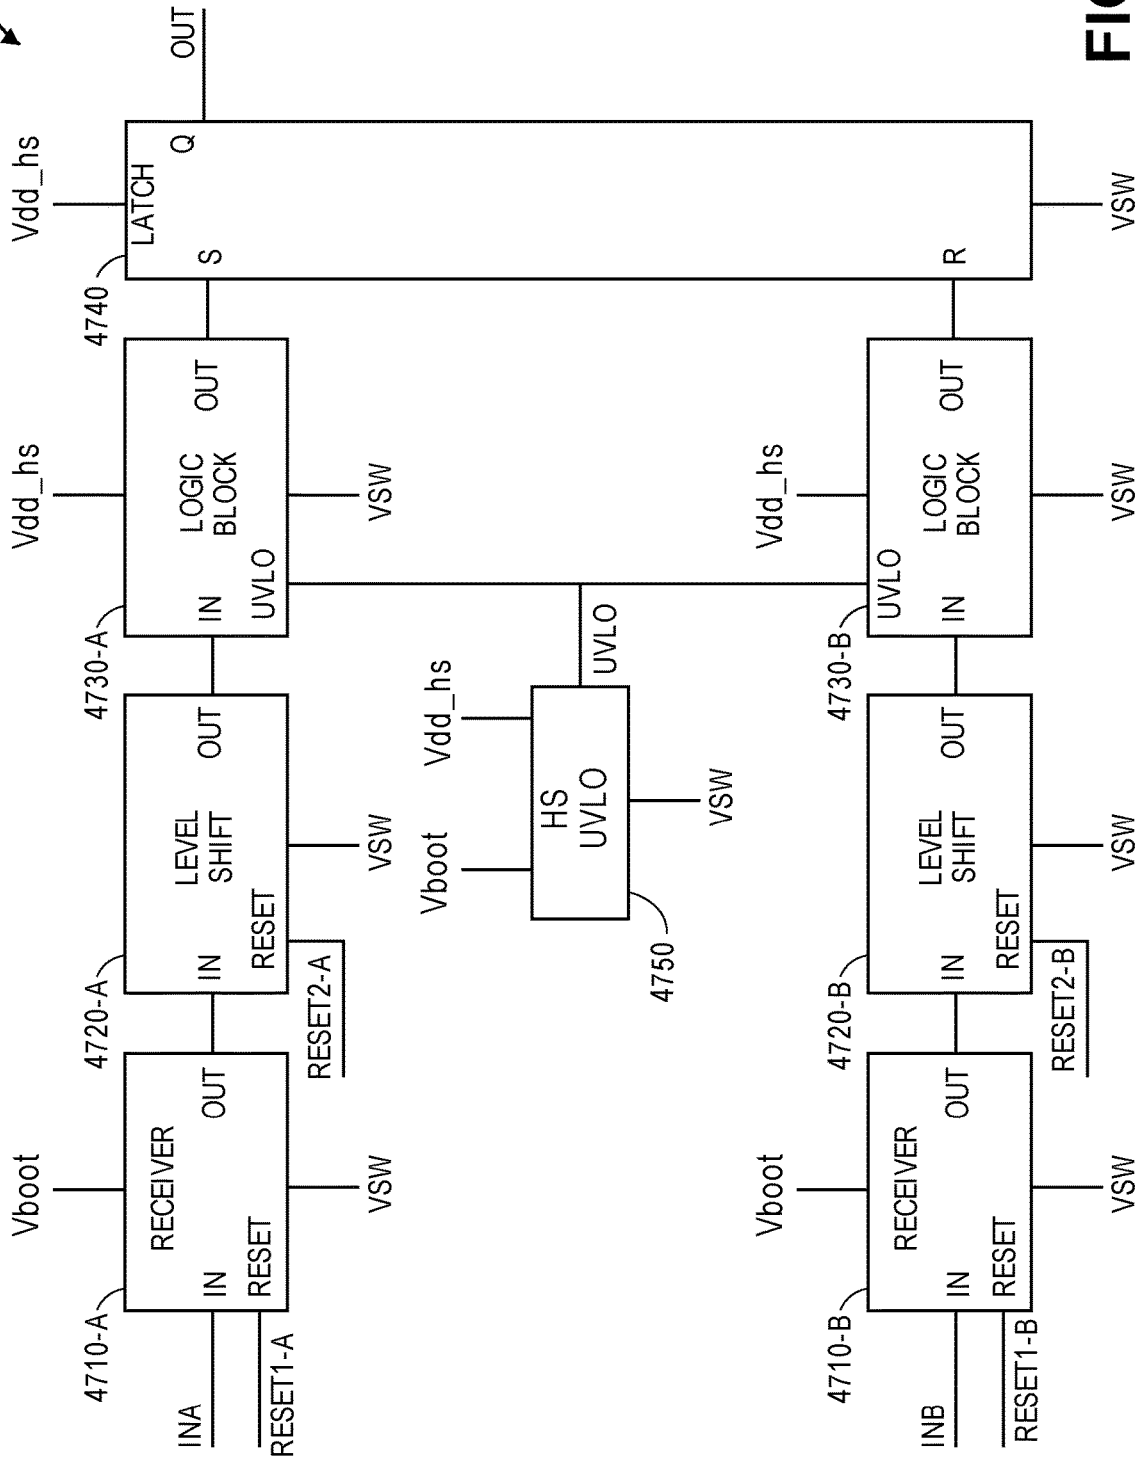 FIG
Vdd_hs
4740
LATCH
S
Q
OUT
R
VSW
Vdd_hs
4730-A
LOGIC
BLOCK
IN
OUT
UVLO
VSW
4720-A
LEVEL
SHIFT
IN
OUT
RESET
RESET2-A
VSW
Vboot
4710-A
RECEIVER
IN
OUT
RESET
INA
RESET1-A
VSW
Vboot
Vdd_hs
HS
UVLO
UVLO
VSW
4750
Vdd_hs
4730-B
UVLO
LOGIC
BLOCK
IN
OUT
VSW
4720-B
LEVEL
SHIFT
IN
OUT
RESET
RESET2-B
VSW
Vboot
4710-B
RECEIVER
IN
OUT
RESET
INB
RESET1-B
VSW